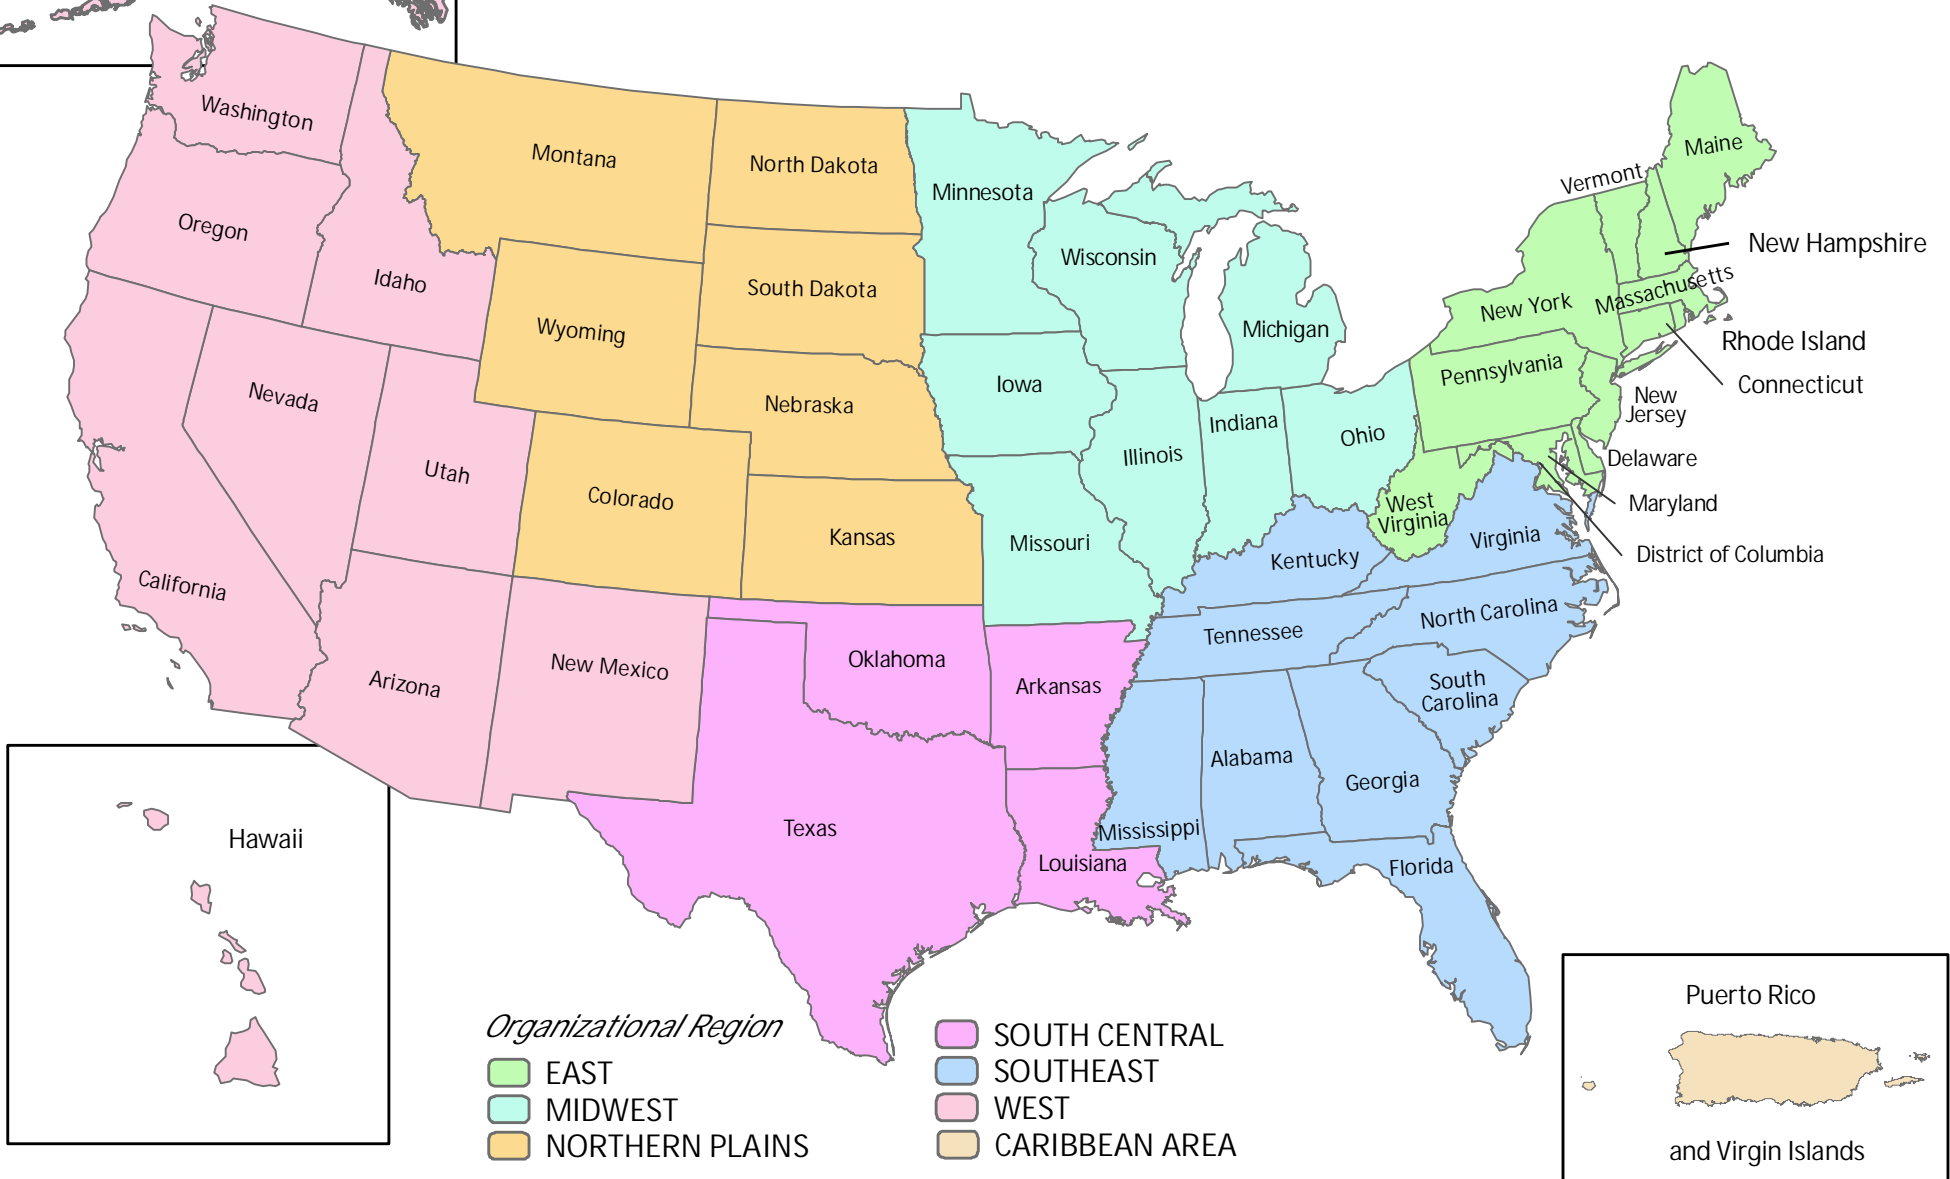 Washington
Montana
North Dakota
Minnesota
Maine
Vermont
Oregon
Idaho
Wisconsin
New Hampshire
South Dakota
Wyoming
Michigan
New York
Massachusetts
Rhode Island
Nevada
Nebraska
Iowa
Pennsylvania
Connecticut
New
Jersey
Indiana
Ohio
Utah
Colorado
Illinois
Delaware
Kansas
Missouri
West
Virginia
Maryland
Virginia
District of Columbia
California
Kentucky
North Carolina
Tennessee
Arizona
New Mexico
Oklahoma
Arkansas
South
Carolina
Alabama
Georgia
Texas
Mississippi
Louisiana
Florida
Hawaii
Puerto Rico
and Virgin Islands
Organizational Region
EAST
MIDWEST
NORTHERN PLAINS
SOUTH CENTRAL
SOUTHEAST
WEST
CARIBBEAN AREA